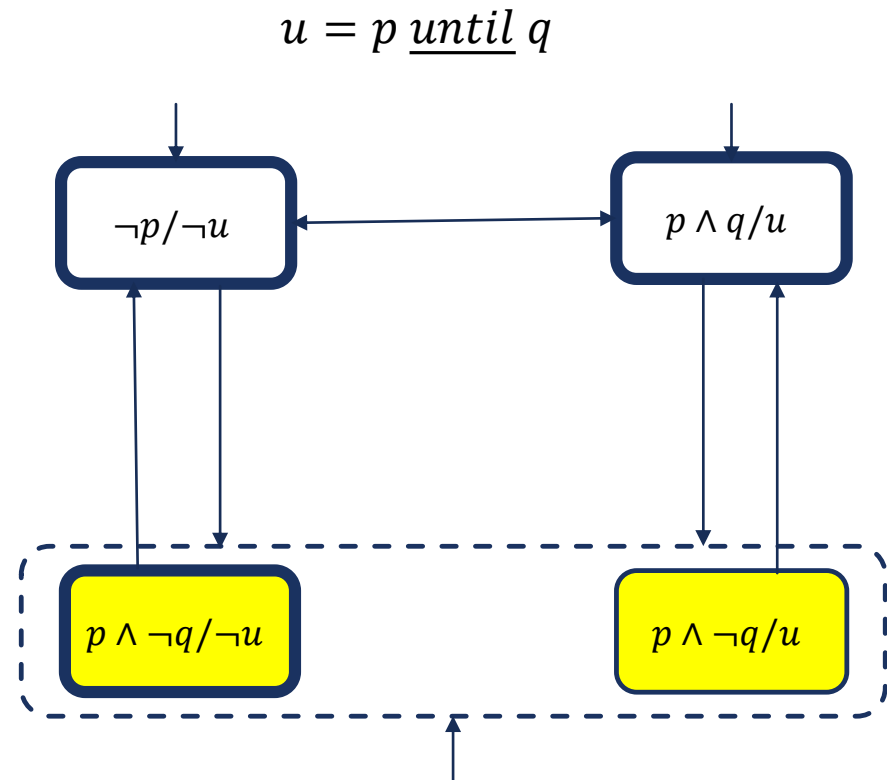 u = p until q
¬p/¬u
p ∧ q/u
p ∧ ¬q/¬u
p ∧ ¬q/u